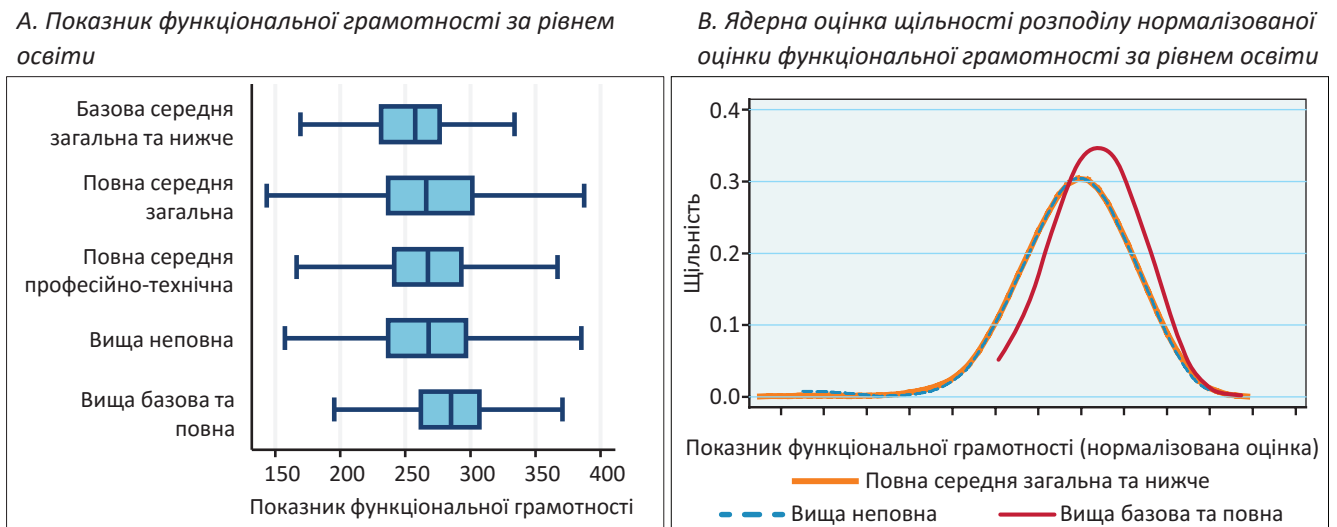 А. Показник функціональної грамотності за рівнем
освіти
Базова середня
загальна та нижче
Повна середня
загальна
Повна середня
професійно-технічна
Вища неповна
Вища базова та
повна
150 200 250 300 350 400
Показник функціональної грамотності
В. Ядерна оцінка щільності розподілу нормалізованої
оцінки функціональної грамотності за рівнем освіти
Щільність
0.4
0.3
0.2
0.1
0.0
Показник функціональної грамотності (нормалізована оцінка)
Повна середня загальна та нижче
Вища неповна
Вища базова та повна